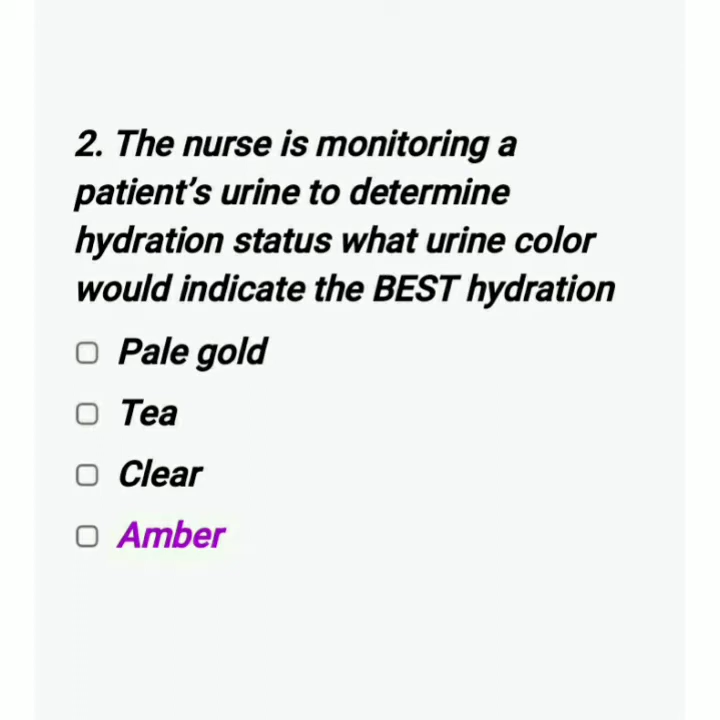 2. The nurse is monitoring a
patient's urine to determine
hydration status what urine color
would indicate the BEST hydration
Pale gold
Tea
Clear
Amber